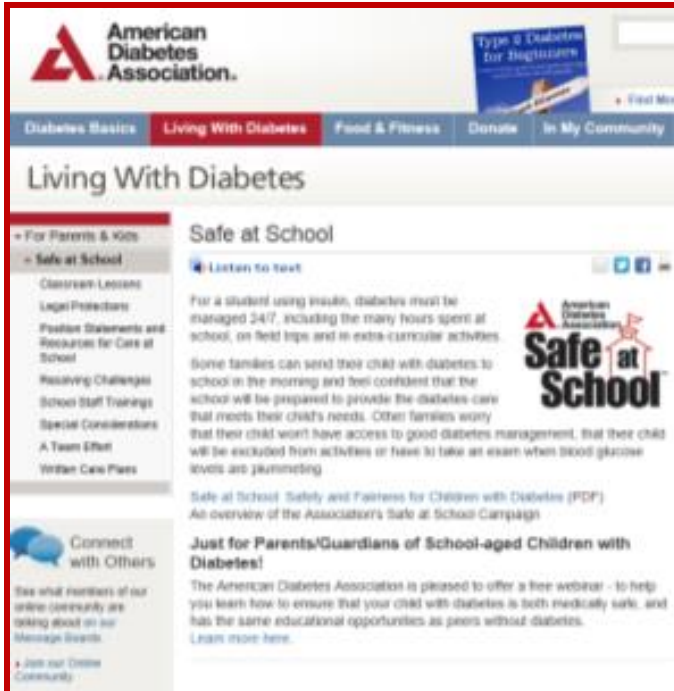 American
Diabetes
Association.
Type 2 Diabetes
for Beginners
Find Mor
Diabetes Basics
Living With Diabetes
Food & Fitness
Donate
In My Community
Living With Diabetes
For Parents & Kids
Safe at School
Classroom Lessons
Legal Protections
Position Statements and
Resources for Care at
School
Resolving Challenges
School Staff Trainings
Special Considerations
A Team Effort
Written Care Plans
Connect
with Others
See what members of our
online community are
talking about on our
Message Boards
Join our Online
Community
Safe at School
Listen to text
For a student using insulin, diabetes must be
managed 24/7, including the many hours spent at
school, on field trips and in extra-curricular activities.
Some families can send their child with diabetes to
school in the morning and feel confident that the
school will be prepared to provide the diabetes care
that meets their child's needs. Other families worry
that their child won't have access to good diabetes management, that their child
will be excluded from activities or have to take an exam when blood glucose
levels are plummeting.
American
Diabetes
Association
Safe at
School
Safe at School: Safety and Fairness for Children with Diabetes (PDF)
An overview of the Association's Safe at School Campaign
Just for Parents/Guardians of School-aged Children with
Diabetes!
The American Diabetes Association is pleased to offer a free webinar - to help
you learn how to ensure that your child with diabetes is both medically safe, and
has the same educational opportunities as peers without diabetes.
Learn more here.